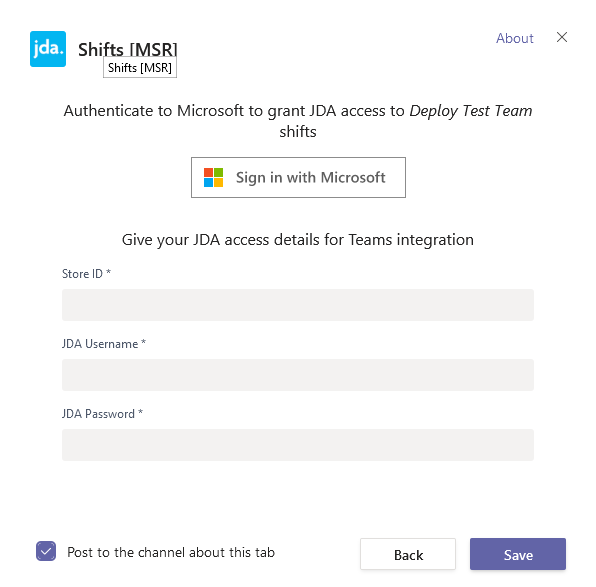 jda.
Shifts [MSR]
Shifts [MSR]
About
Authenticate to Microsoft to grant JDA access to Deploy Test Team
shifts
Sign in with Microsoft
Give your JDA access details for Teams integration
Store ID *
JDA Username *
JDA Password *
Post to the channel about this tab
Back
Save